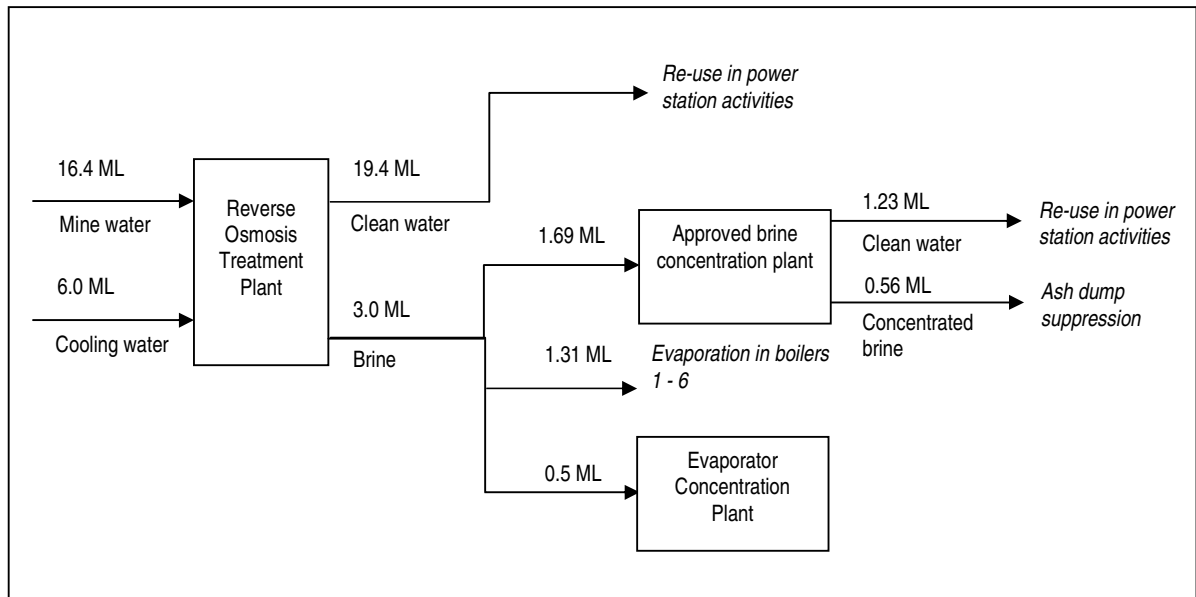 Re-use in power
station activities
16.4 ML
Mine water
6.0 ML
Cooling water
Reverse
Osmosis
Treatment
Plant
19.4 ML
Clean water
3.0 ML
Brine
1.69 ML
Approved brine
concentration plant
1.23 ML
Clean water
Re-use in power
station activities
0.56 ML
Concentrated
brine
Ash dump
suppression
1.31 ML
Evaporation in boilers
1 - 6
0.5 ML
Evaporator
Concentration
Plant